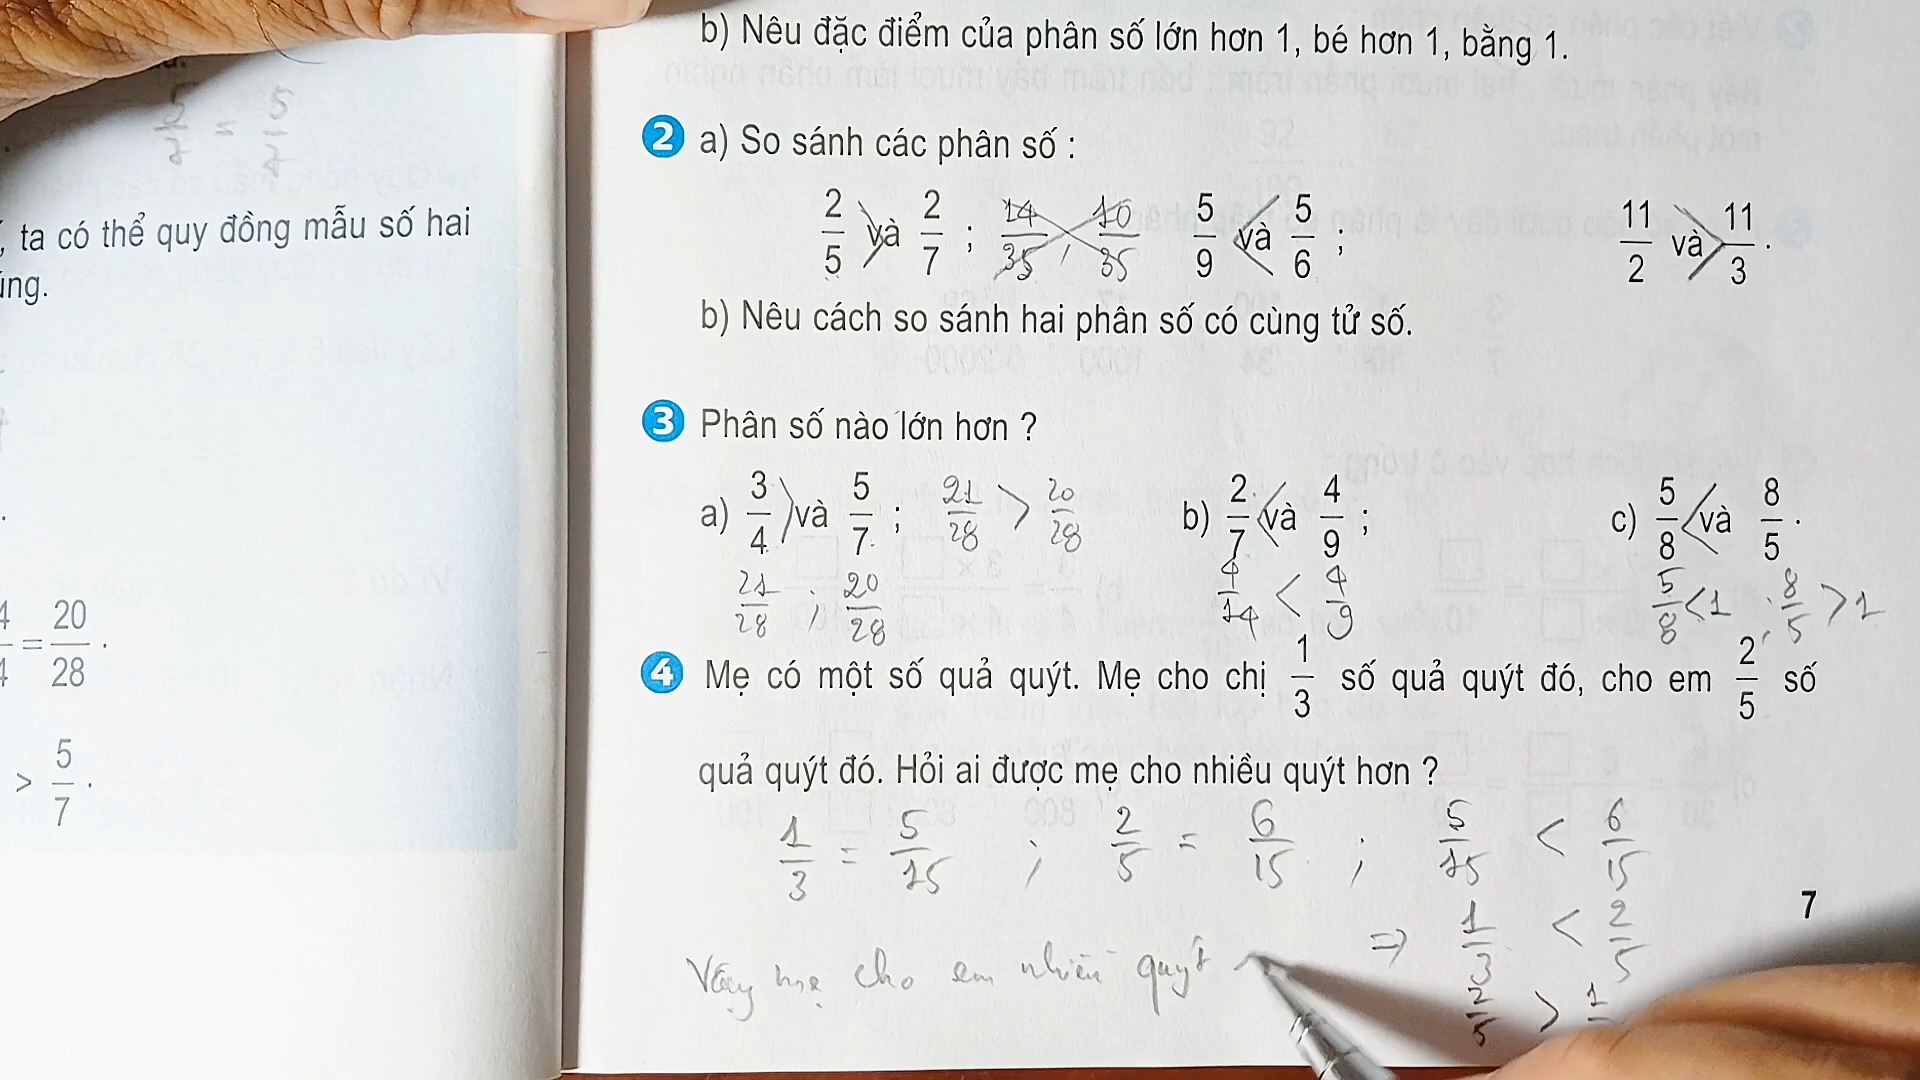 b) Nêu đặc điểm của phân số lớn hơn 1, bé hơn 1, bằng 1.
5/7 = 5/7
2 a) So sánh các phân số :
, ta có thể quy đồng mẫu số hai
2/5 > và 2/7 ; 14/35 , 10/35 5/9 < và 5/6 ; 11/2 và > 11/3 .
b) Nêu cách so sánh hai phân số có cùng tử số.
3 Phân số nào lớn hơn ?
a) 3/4 > và 5/7 ; 21/28 > 20/28 b) 2/7 < và 4/9 ; c) 5/8 < và 8/5 .
21/28 ; 20/28 4/14 < 4/9 5/8 < 1 , 8/5 > 1
= 20/28 .
4 Mẹ có một số quả quýt. Mẹ cho chị 1/3 số quả quýt đó, cho em 2/5 số
quả quýt đó. Hỏi ai được mẹ cho nhiều quýt hơn ?
> 5/7 .
1/3 = 5/15 ; 2/5 = 6/15 ; 5/15 < 6/15
7
⇒ 1/3 < 2/5
Vậy mẹ cho em nhiều quýt
2/5 >